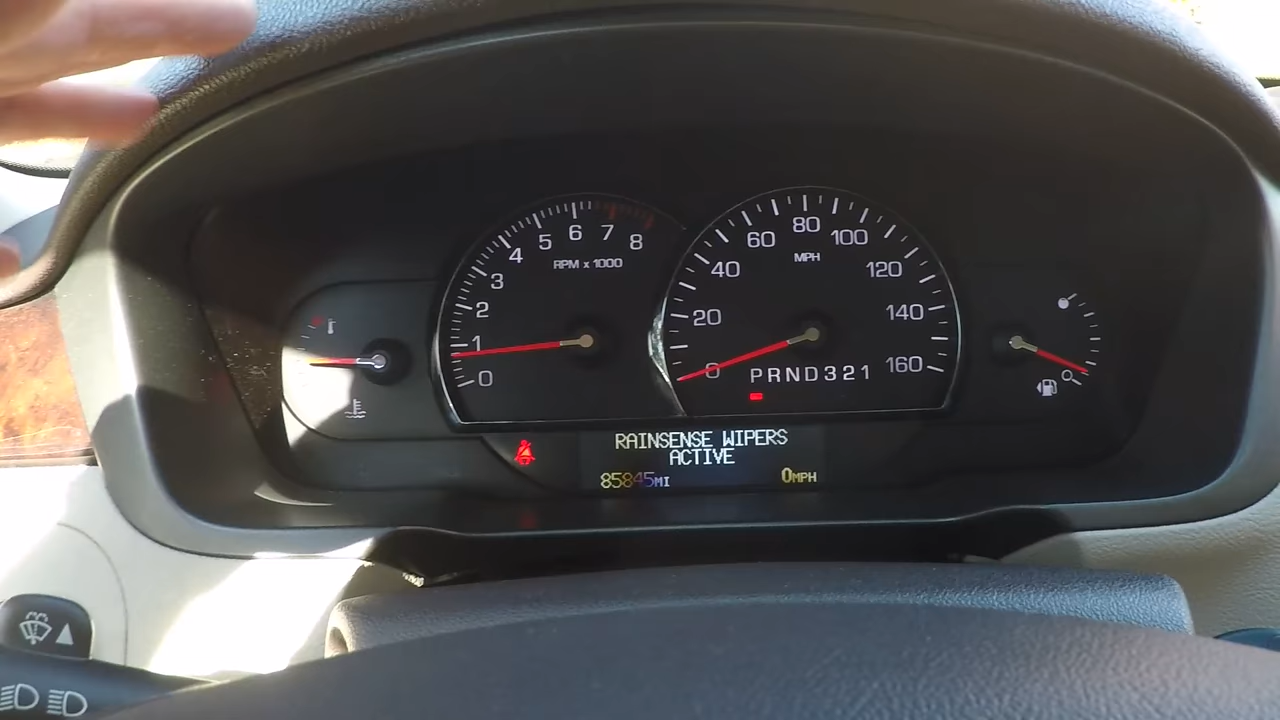 0 1 2 3 4 5 6 7 8
RPM x 1000
0 20 40 60 80 100 120 140 160
MPH
PRND321
0
RAINSENSE WIPERS
ACTIVE
85845MI 0MPH